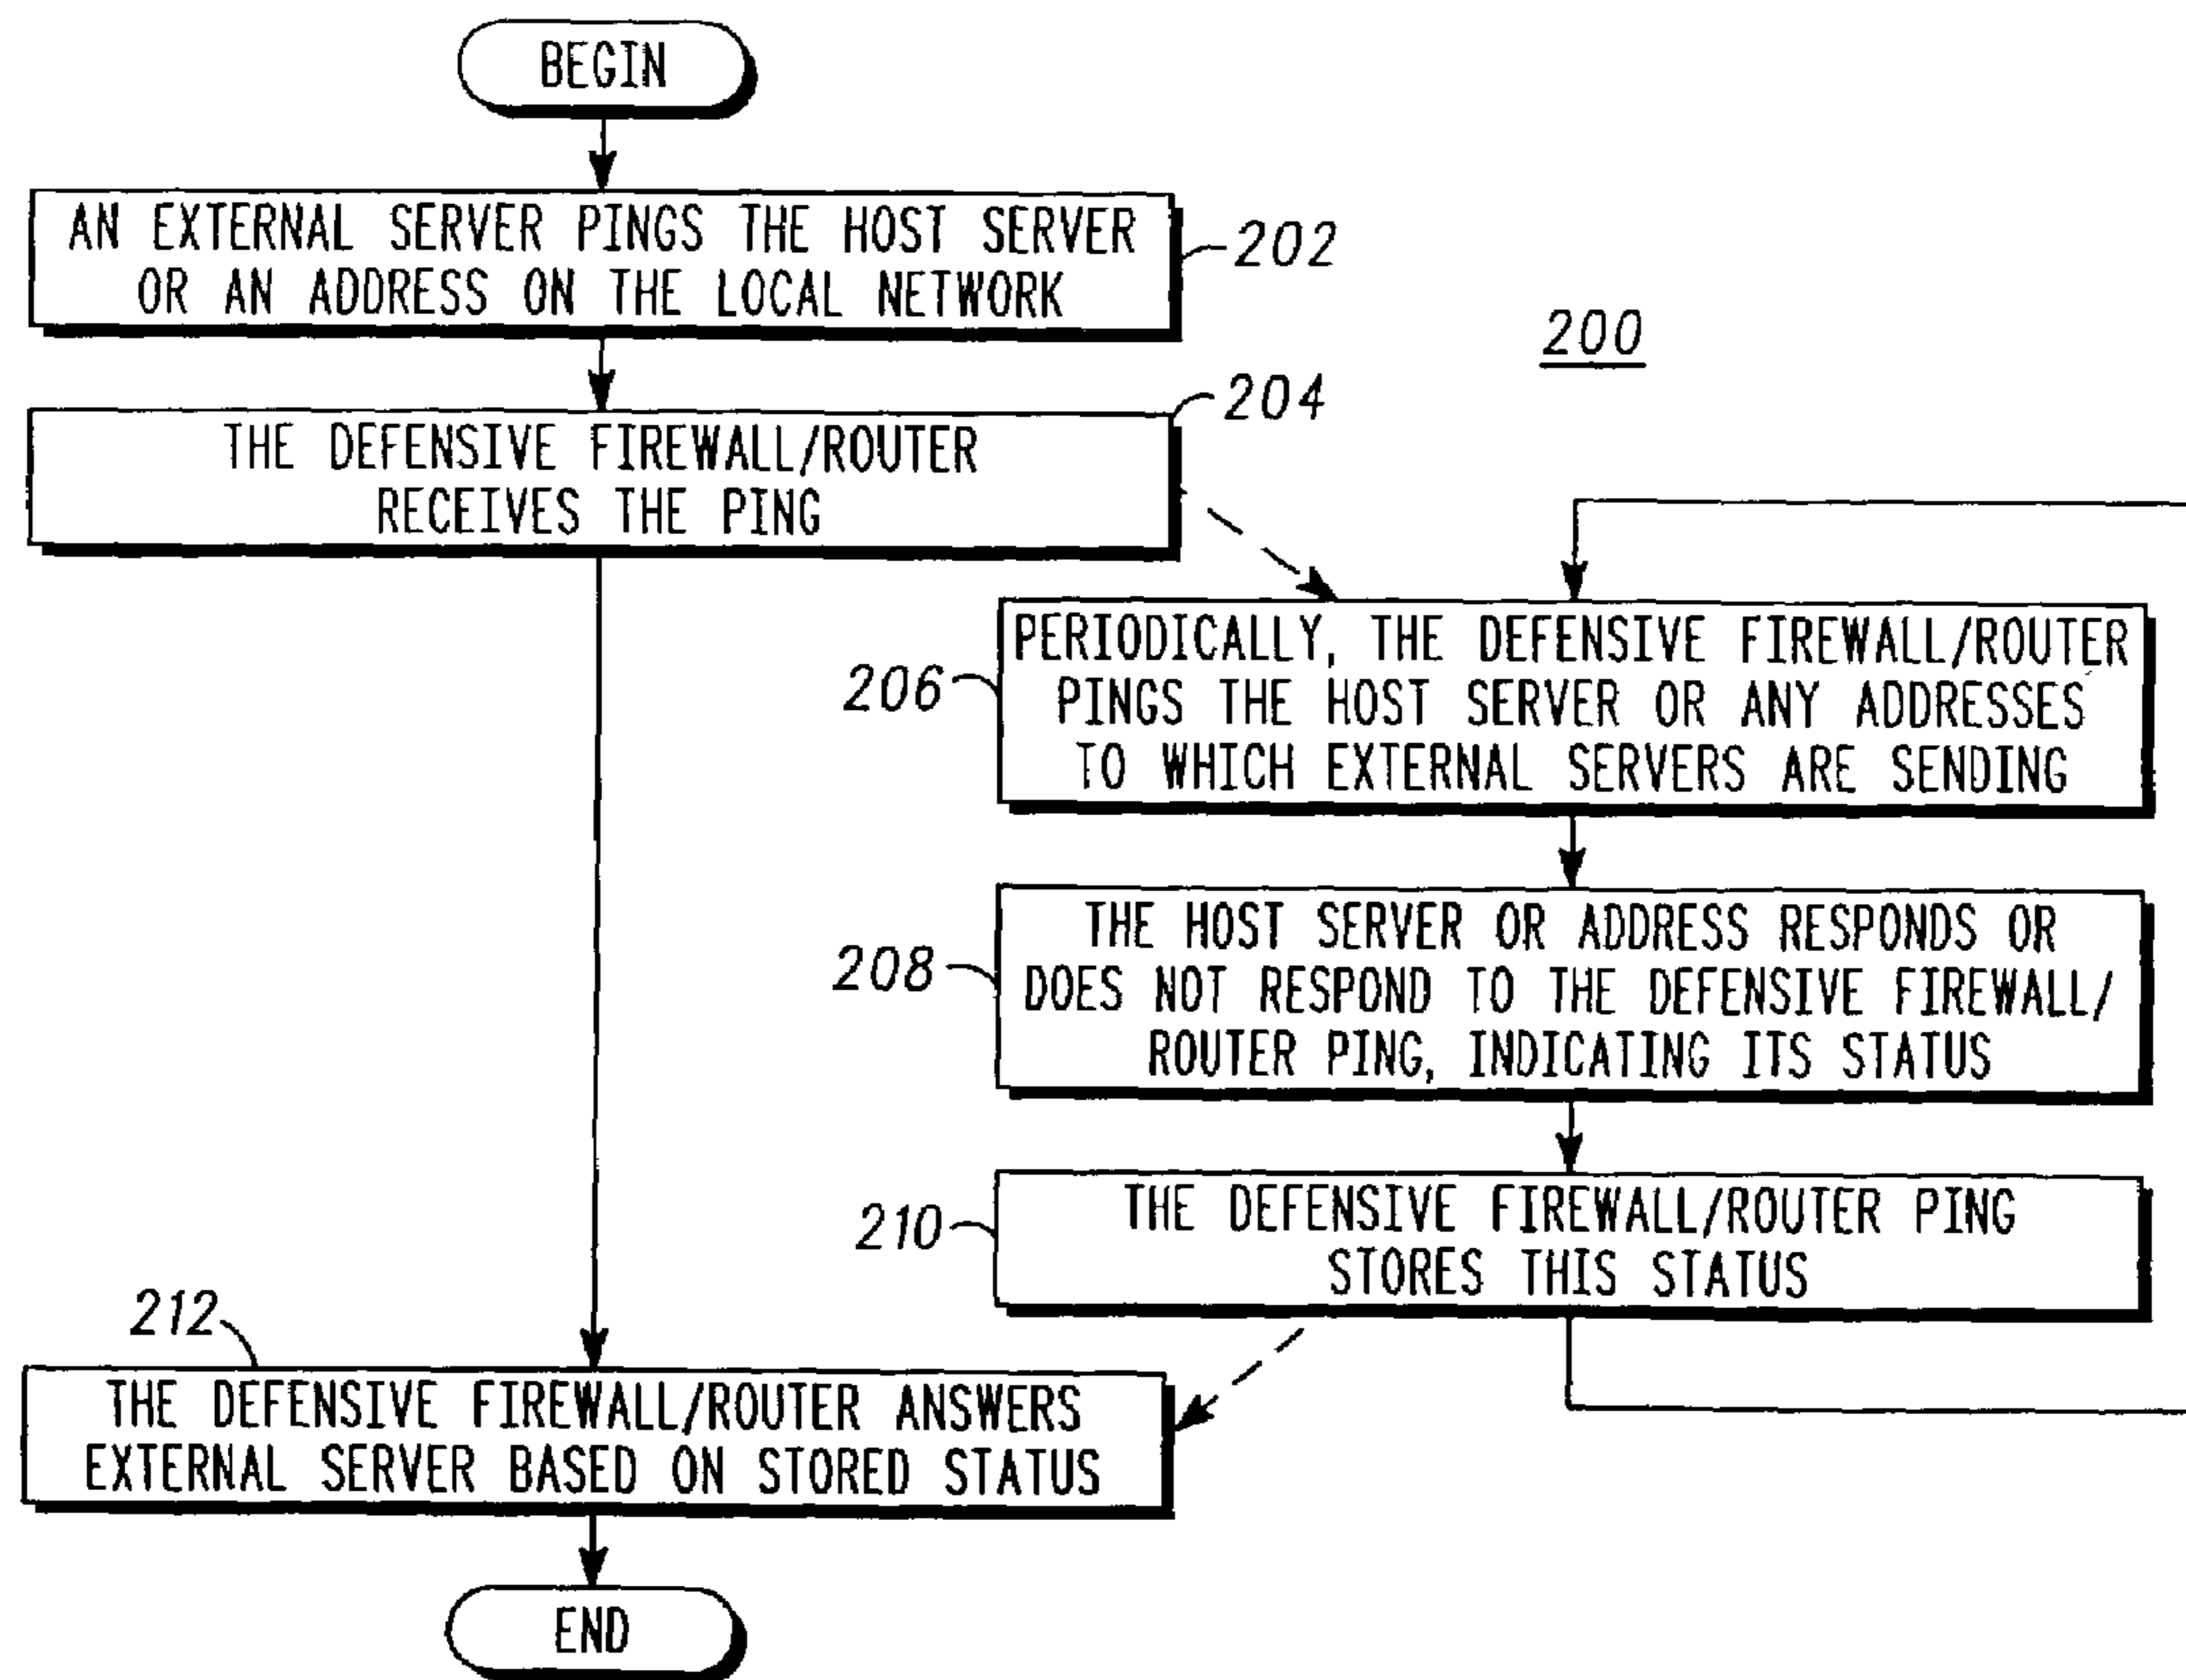 BEGIN
AN EXTERNAL SERVER PINGS THE HOST SERVER
OR AN ADDRESS ON THE LOCAL NETWORK
202
200
204
THE DEFENSIVE FIREWALL/ROUTER
RECEIVES THE PING
206
PERIODICALLY, THE DEFENSIVE FIREWALL/ROUTER
PINGS THE HOST SERVER OR ANY ADDRESSES
TO WHICH EXTERNAL SERVERS ARE SENDING
208
THE HOST SERVER OR ADDRESS RESPONDS OR
DOES NOT RESPOND TO THE DEFENSIVE FIREWALL/
ROUTER PING, INDICATING ITS STATUS
210
THE DEFENSIVE FIREWALL/ROUTER PING
STORES THIS STATUS
212
THE DEFENSIVE FIREWALL/ROUTER ANSWERS
EXTERNAL SERVER BASED ON STORED STATUS
END